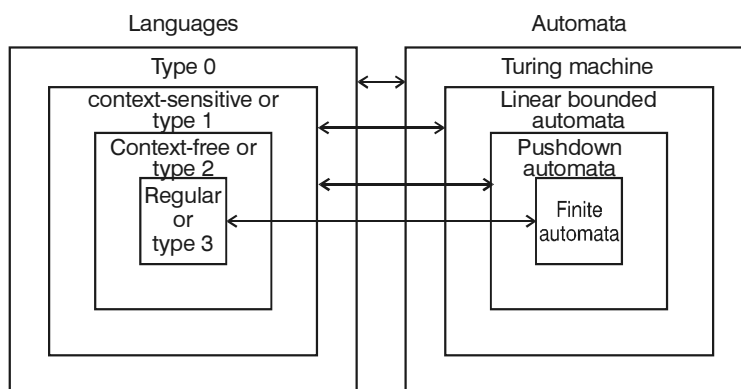 Languages
Automata
Type 0
Turing machine
context-sensitive or
type 1
Linear bounded
automata
Context-free or
type 2
Pushdown
automata
Regular
or
type 3
Finite
automata